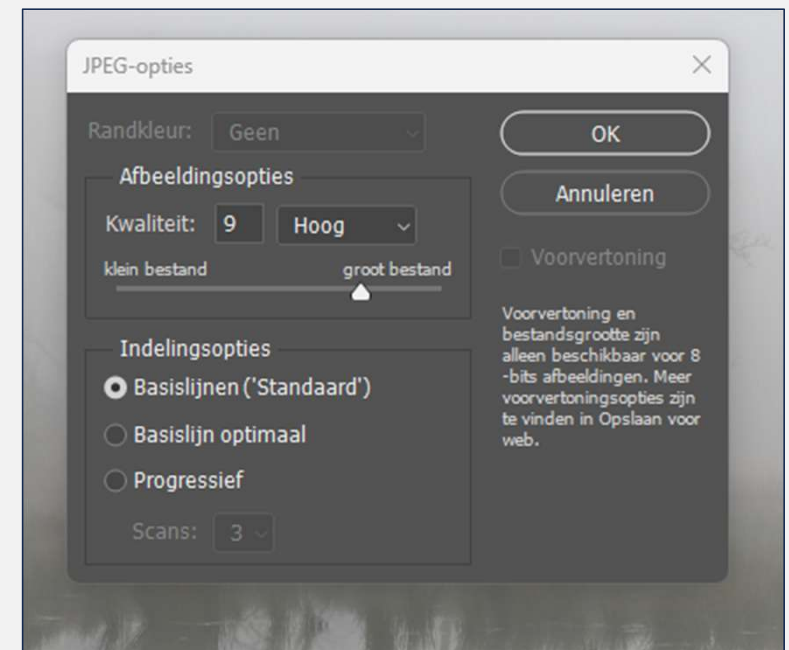 JPEG-opties
Randkleur: Geen
OK
Afbeeldingsopties
Annuleren
Kwaliteit: 9 Hoog
klein bestand groot bestand
Voorvertoning
Voorvertoning en
bestandsgrootte zijn
alleen beschikbaar voor 8
-bits afbeeldingen. Meer
voorvertoningsopties zijn
te vinden in Opslaan voor
web.
Indelingsopties
Basislijnen ('Standaard')
Basislijn optimaal
Progressief
Scans: 3